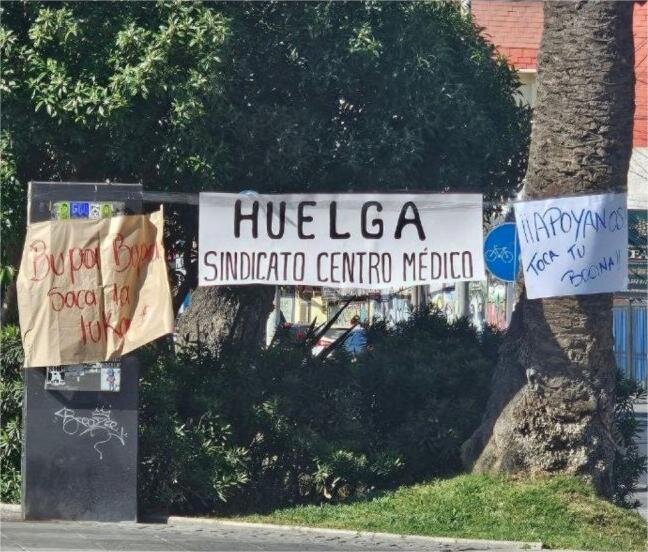 Bupa! Bupa!
Saca la
luka
HUELGA
SINDICATO CENTRO MÉDICO
¡¡APOYANOS
TOCA TU
BOCINA!!